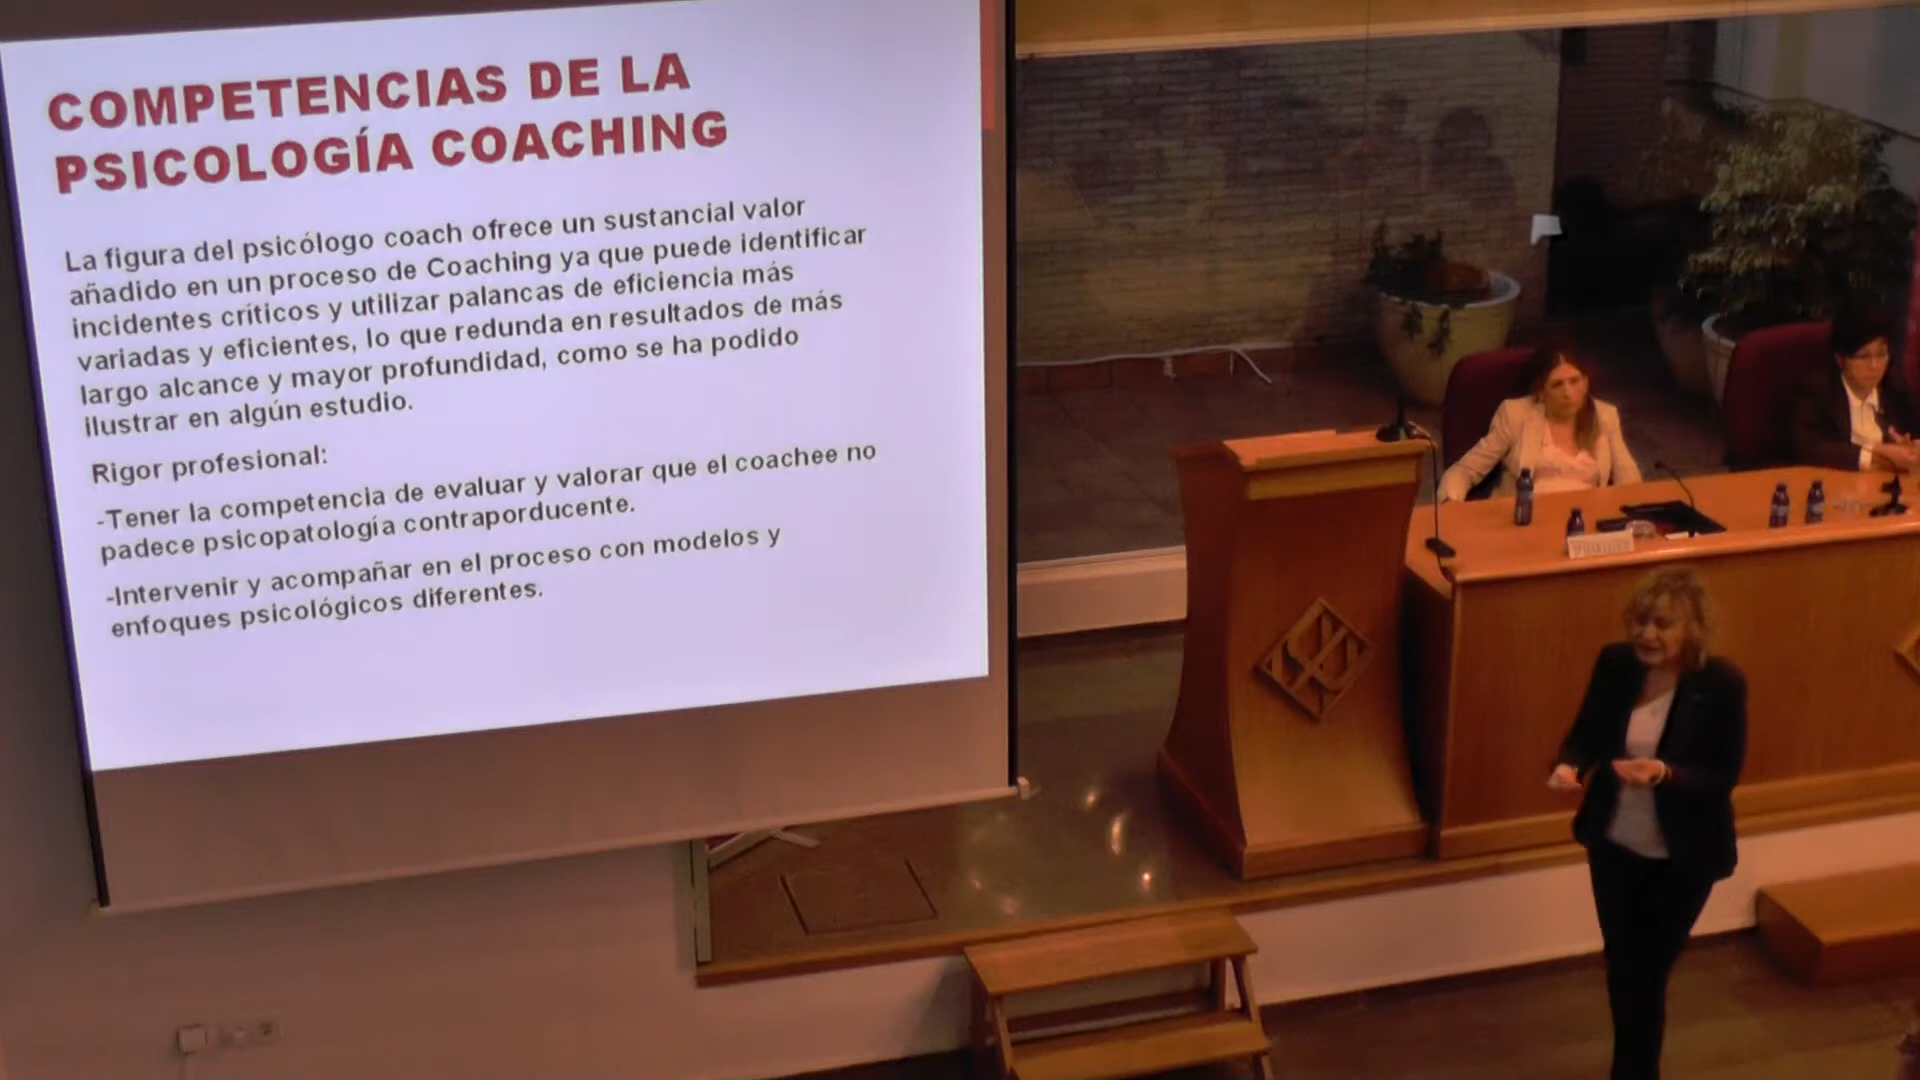 COMPETENCIAS DE LA
PSICOLOGÍA COACHING
La figura del psicólogo coach ofrece un sustancial valor
añadido en un proceso de Coaching ya que puede identificar
incidentes críticos y utilizar palancas de eficiencia más
variadas y eficientes, lo que redunda en resultados de más
largo alcance y mayor profundidad, como se ha podido
ilustrar en algún estudio.
Rigor profesional:
-Tener la competencia de evaluar y valorar que el coachee no
padece psicopatología contraporducente.
-Intervenir y acompañar en el proceso con modelos y
enfoques psicológicos diferentes.